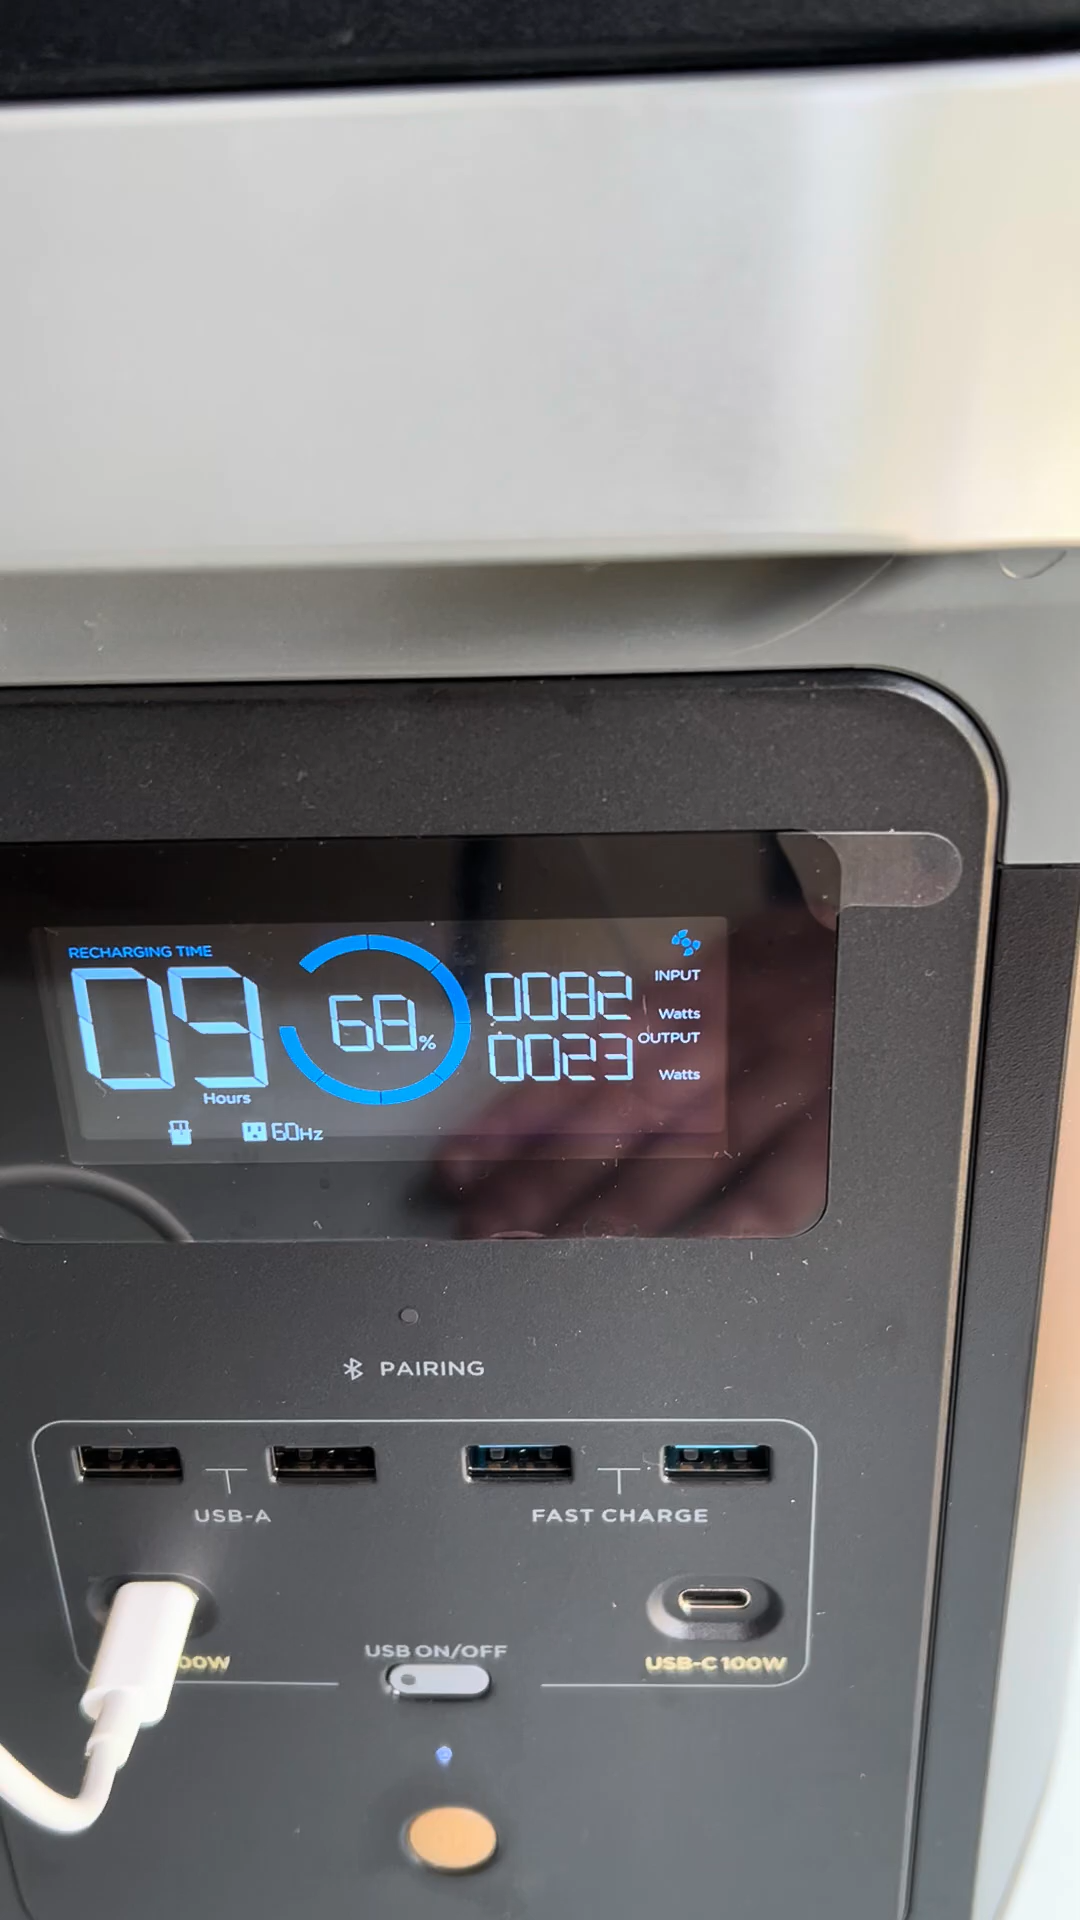 RECHARGING TIME
09
Hours
68%
0082
INPUT
Watts
0023
OUTPUT
Watts
60Hz
PAIRING
USB-A
FAST CHARGE
00W
USB ON/OFF
USB-C 100W